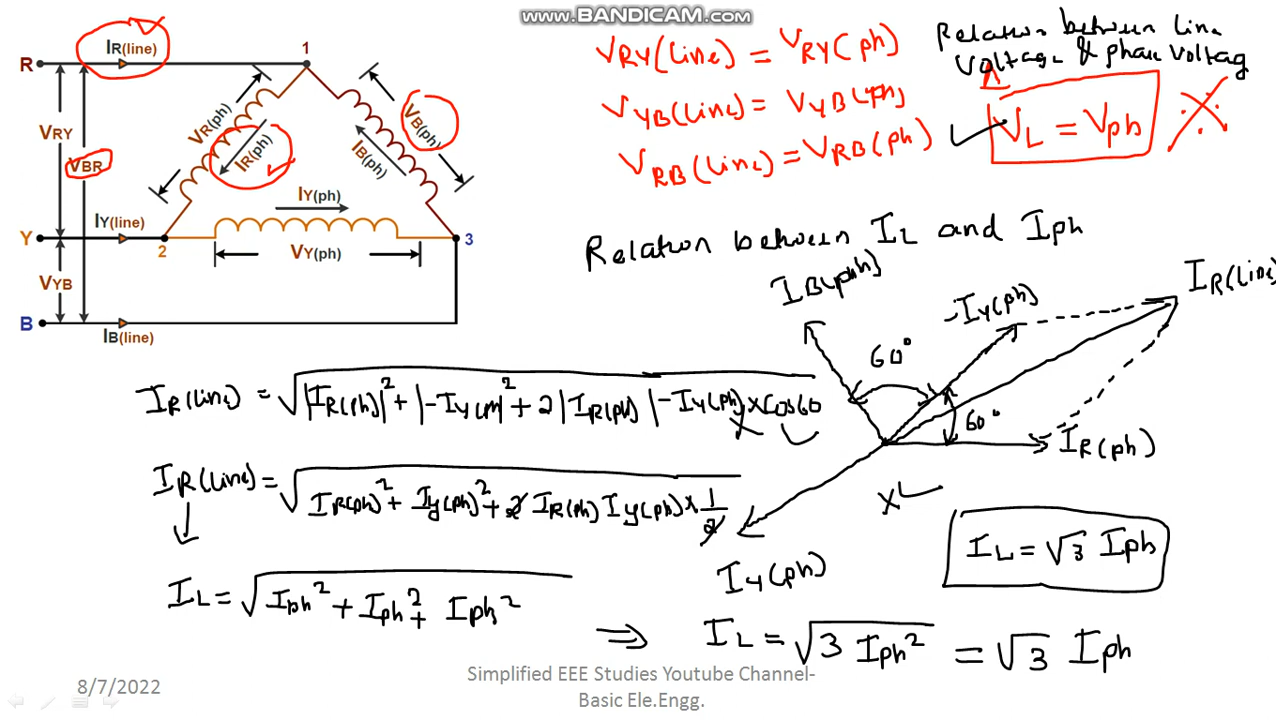 www.BANDICAM.com
R
IR(line)
1
VRY
VBR
VR(ph)
IR(ph)
VB(ph)
IB(ph)
IY(line)
IY(ph)
Y
2
3
VY(ph)
VYB
B
IB(line)
VRY(line) = VRY(ph)
VYB(line) = VYB(ph)
VRB(line) = VRB(ph)
Relation between line
voltage & phase voltag
VL = Vph
Relation between IL and Iph
IB(ph)
-IY(ph)
IR(line)
60°
60°
IR(ph)
IY(ph)
IR(line) = √|IR(ph)|² + |-IY(ph)|² + 2|IR(ph)|-IY(ph) × cos60
IR(line) = √IR(ph)² + IY(ph)² + 2 IR(ph) IY(ph) × 1/2
IL = √Iph² + Iph² + Iph²
⇒ IL = √3 Iph² = √3 Iph
IL = √3 Iph
8/7/2022
Simplified EEE Studies Youtube Channel-
Basic Ele.Engg.